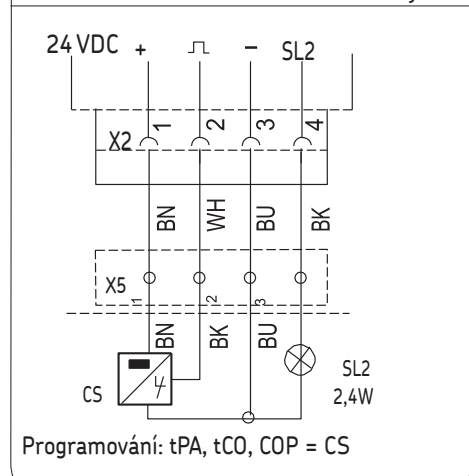 24 VDC + ⎍ − SL2
X2 1 2 3 4
BN WH BU BK
X5
1 2 3
BN BK BU
CS
SL2
2,4W
Programování: tPA, tCO, COP = CS